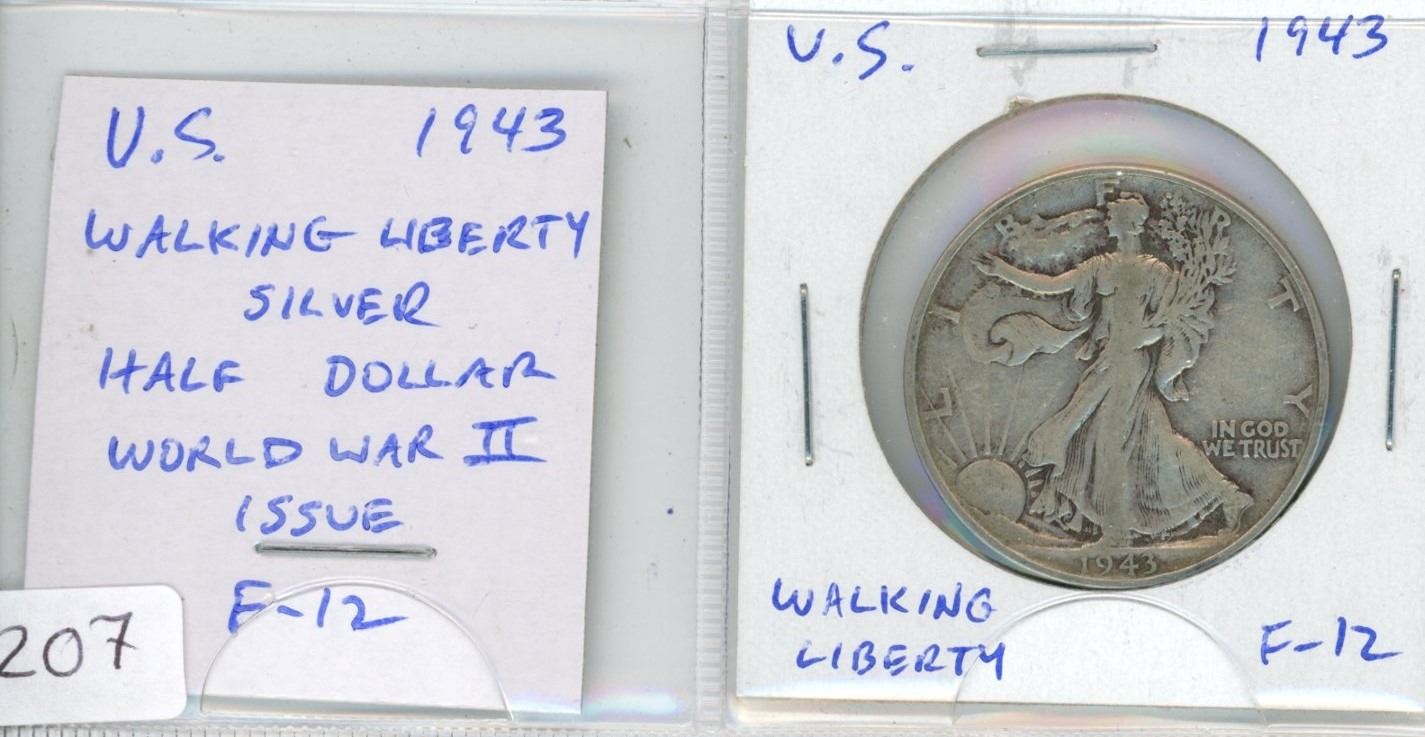 U.S. 1943
WALKING LIBERTY
SILVER
HALF DOLLAR
WORLD WAR II
ISSUE
F-12
207
U.S. 1943
LIBERTY
IN GOD
WE TRUST
1943
WALKING
LIBERTY
F-12